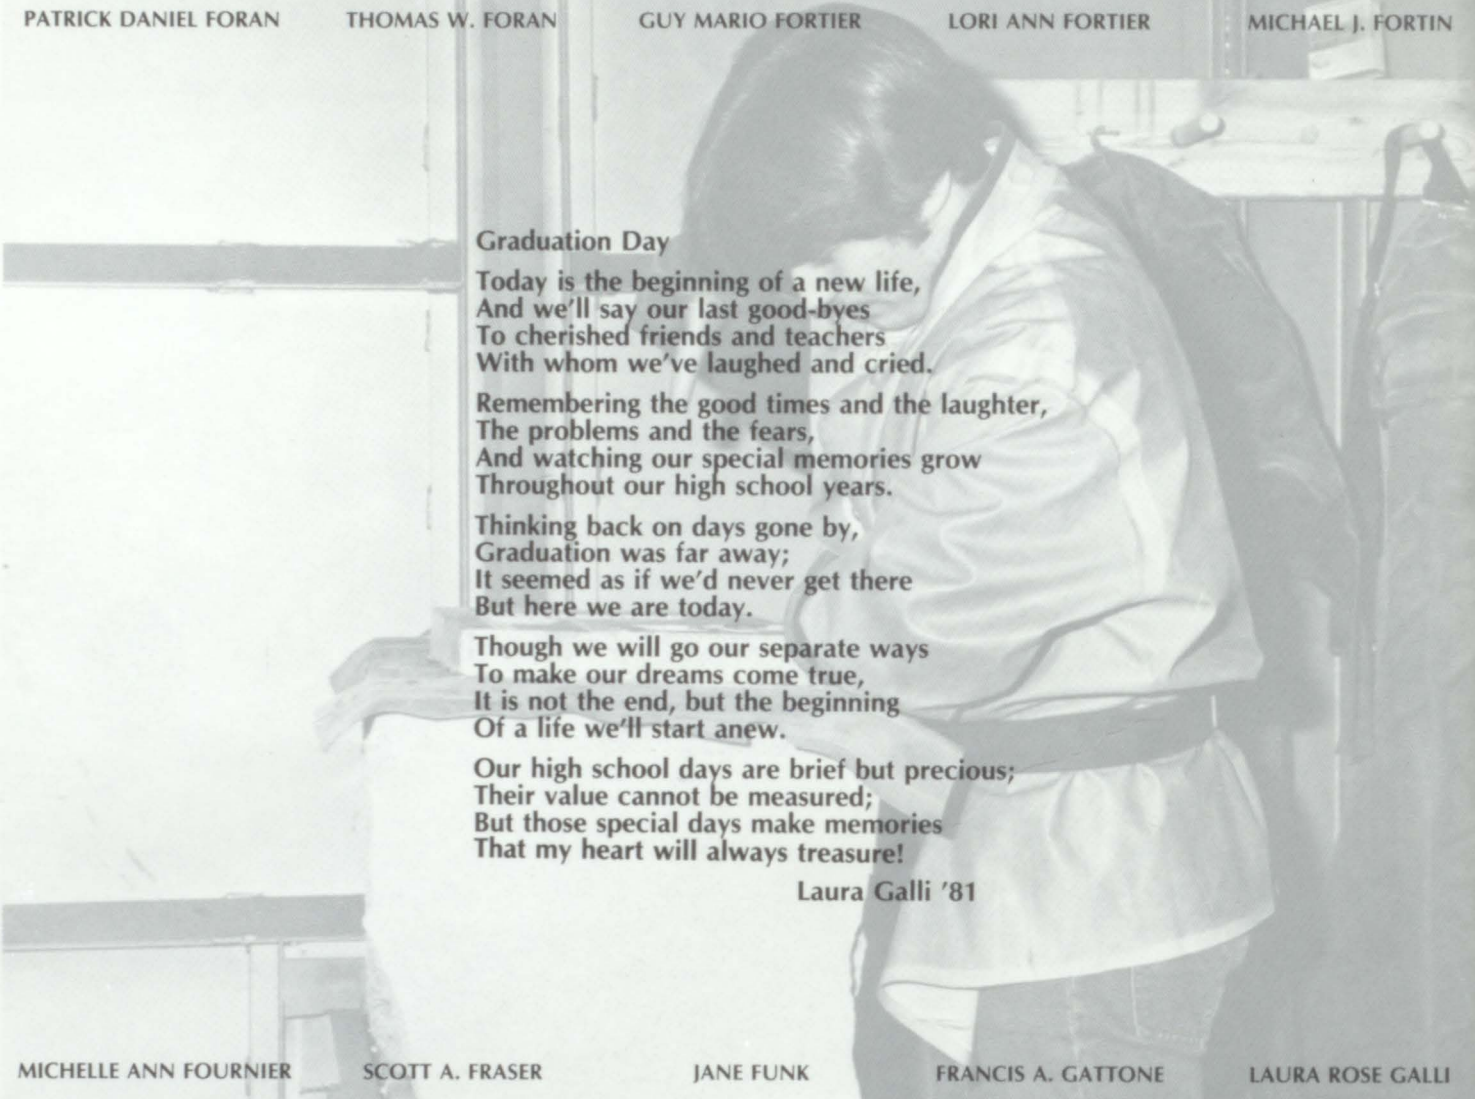 PATRICK DANIEL FORAN THOMAS W. FORAN GUY MARIO FORTIER LORI ANN FORTIER MICHAEL J. FORTIN
Graduation Day
Today is the beginning of a new life,
And we'll say our last good-byes
To cherished friends and teachers
With whom we've laughed and cried.
Remembering the good times and the laughter,
The problems and the fears,
And watching our special memories grow
Throughout our high school years.
Thinking back on days gone by,
Graduation was far away;
It seemed as if we'd never get there
But here we are today.
Though we will go our separate ways
To make our dreams come true,
It is not the end, but the beginning
Of a life we'll start anew.
Our high school days are brief but precious;
Their value cannot be measured;
But those special days make memories
That my heart will always treasure!
Laura Galli '81
MICHELLE ANN FOURNIER SCOTT A. FRASER JANE FUNK FRANCIS A. GATTONE LAURA ROSE GALLI